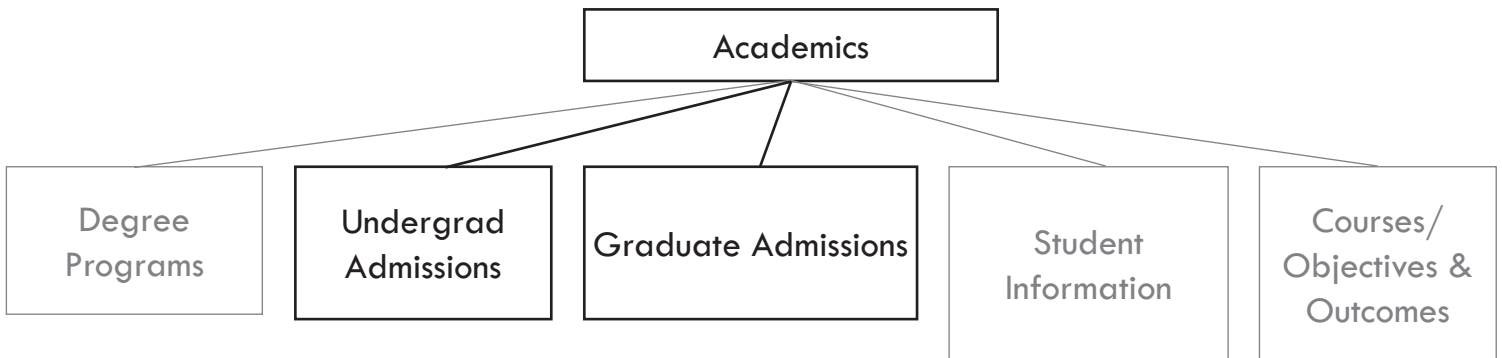 Academics
Degree
Programs
Undergrad
Admissions
Graduate Admissions
Student
Information
Courses/
Objectives &
Outcomes